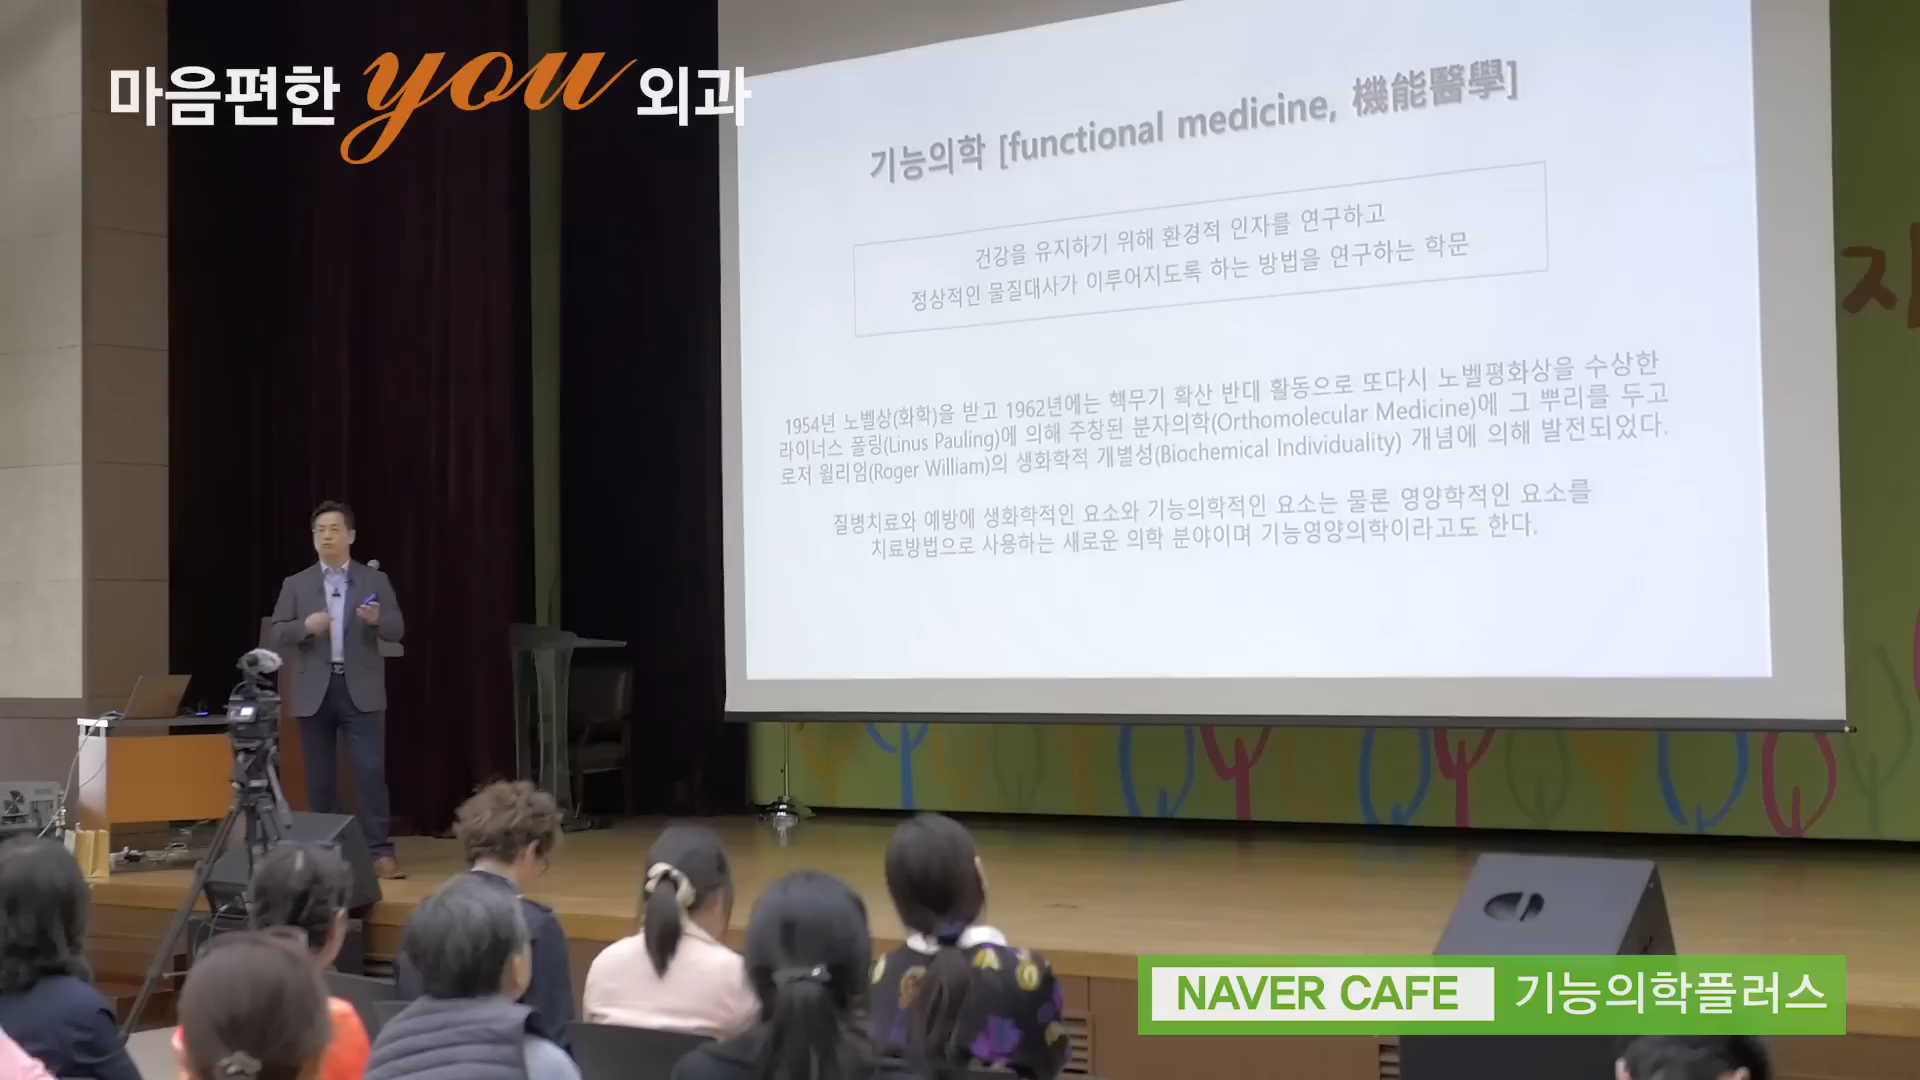 마음편한 you 외과
기능의학 [functional medicine, 機能醫學]
건강을 유지하기 위해 환경적 인자를 연구하고
정상적인 물질대사가 이루어지도록 하는 방법을 연구하는 학문
1954년 노벨상(화학)을 받고 1962년에는 핵무기 확산 반대 활동으로 또다시 노벨평화상을 수상한
라이너스 폴링(Linus Pauling)에 의해 주창된 분자의학(Orthomolecular Medicine)에 그 뿌리를 두고
로저 윌리엄(Roger William)의 생화학적 개별성(Biochemical Individuality) 개념에 의해 발전되었다.
질병치료와 예방에 생화학적인 요소와 기능의학적인 요소는 물론 영양학적인 요소를
치료방법으로 사용하는 새로운 의학 분야이며 기능영양의학이라고도 한다.
NAVER CAFE 기능의학플러스